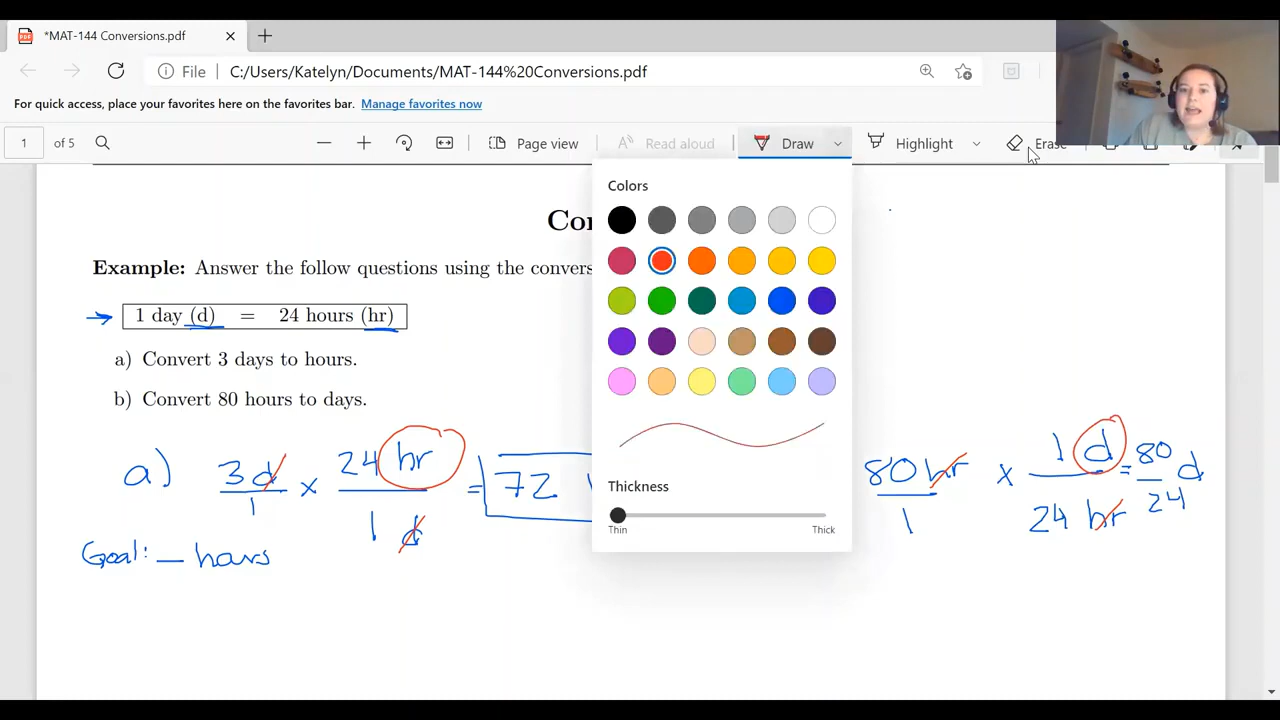 *MAT-144 Conversions.pdf
File C:/Users/Katelyn/Documents/MAT-144%20Conversions.pdf
For quick access, place your favorites here on the favorites bar. Manage favorites now
1 of 5 Page view Read aloud Draw Highlight Erase
Colors
Con
Example: Answer the follow questions using the convers
1 day (d) = 24 hours (hr)
a) Convert 3 days to hours.
b) Convert 80 hours to days.
a) 3d/1 x 24 hr/1 d = 72
80 hr/1 x 1 d/24 hr = 80/24 d
Goal: _ hours
Thickness
Thin Thick